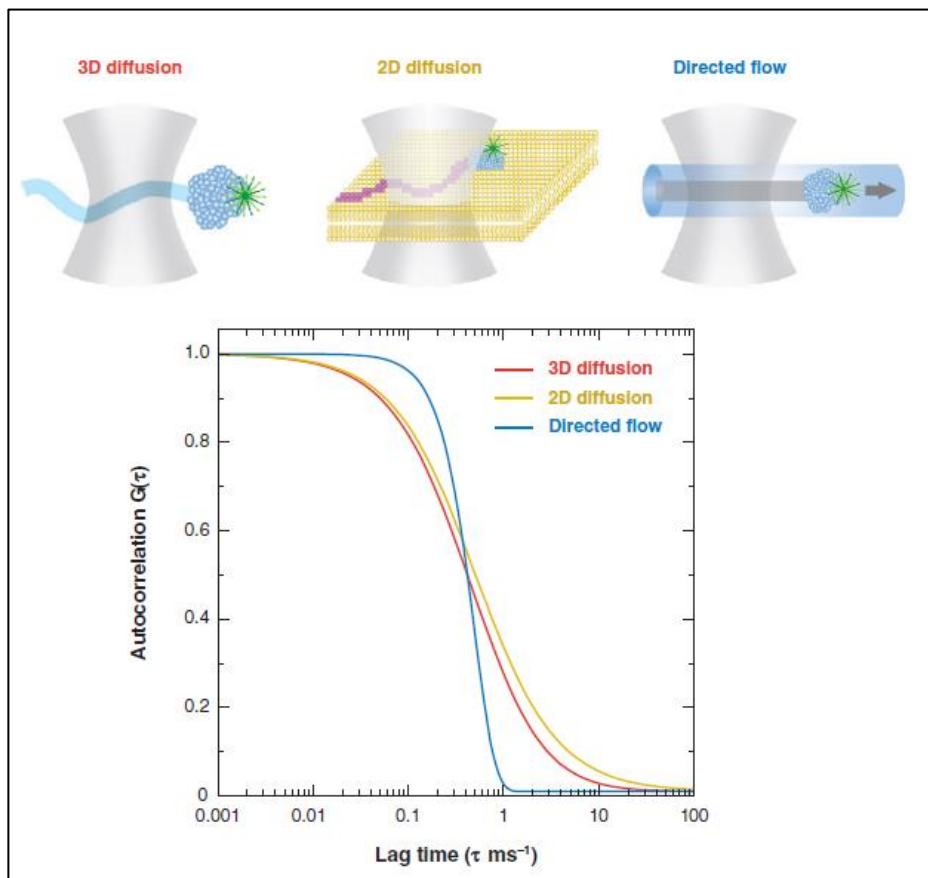 3D diffusion 2D diffusion Directed flow
1.0
0.8
0.6
0.4
0.2
0
Autocorrelation G(τ)
3D diffusion
2D diffusion
Directed flow
0.001 0.01 0.1 1 10 100
Lag time (τ ms⁻¹)